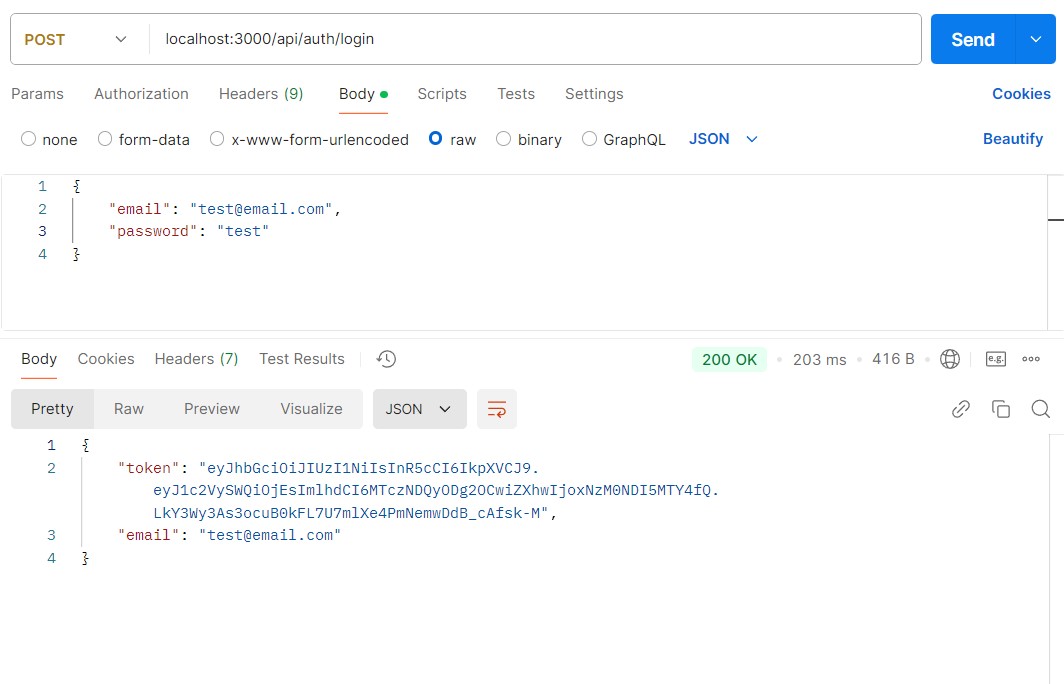 POST localhost:3000/api/auth/login Send
Params Authorization Headers (9) Body Scripts Tests Settings Cookies
none form-data x-www-form-urlencoded raw binary GraphQL JSON Beautify
1 {
2 "email": "test@email.com",
3 "password": "test"
4 }
Body Cookies Headers (7) Test Results 200 OK 203 ms 416 B e.g.
Pretty Raw Preview Visualize JSON
1 {
2 "token": "eyJhbGciOiJIUzI1NiIsInR5cCI6IkpXVCJ9.
eyJ1c2VySWQiOjEsImlhdCI6MTczNDQyODg2OCwiZXhwIjoxNzM0NDI5MTY4fQ.
LkY3Wy3As3ocuB0kFL7U7mlXe4PmNemwDdB_cAfsk-M",
3 "email": "test@email.com"
4 }